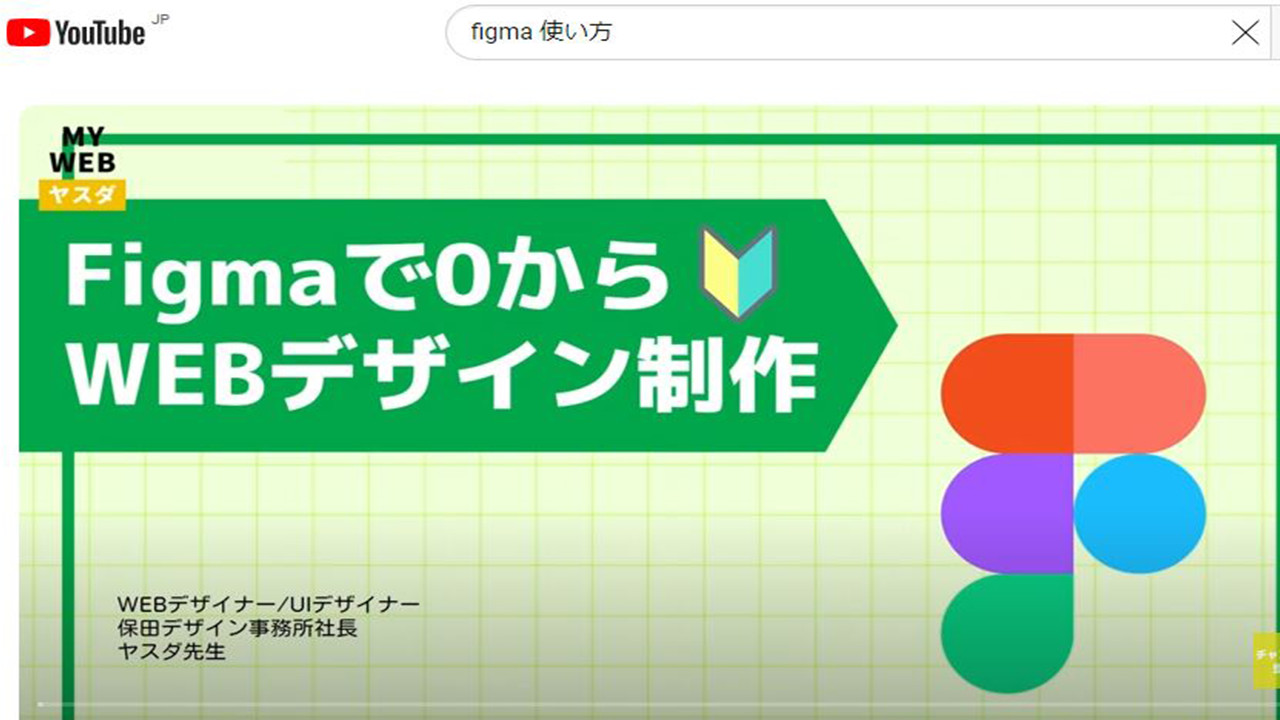 YouTube JP
figma 使い方
MY
WEB
ヤスダ
Figmaで0から
WEBデザイン制作
WEBデザイナー/UIデザイナー
保田デザイン事務所社長
ヤスダ先生
チャ